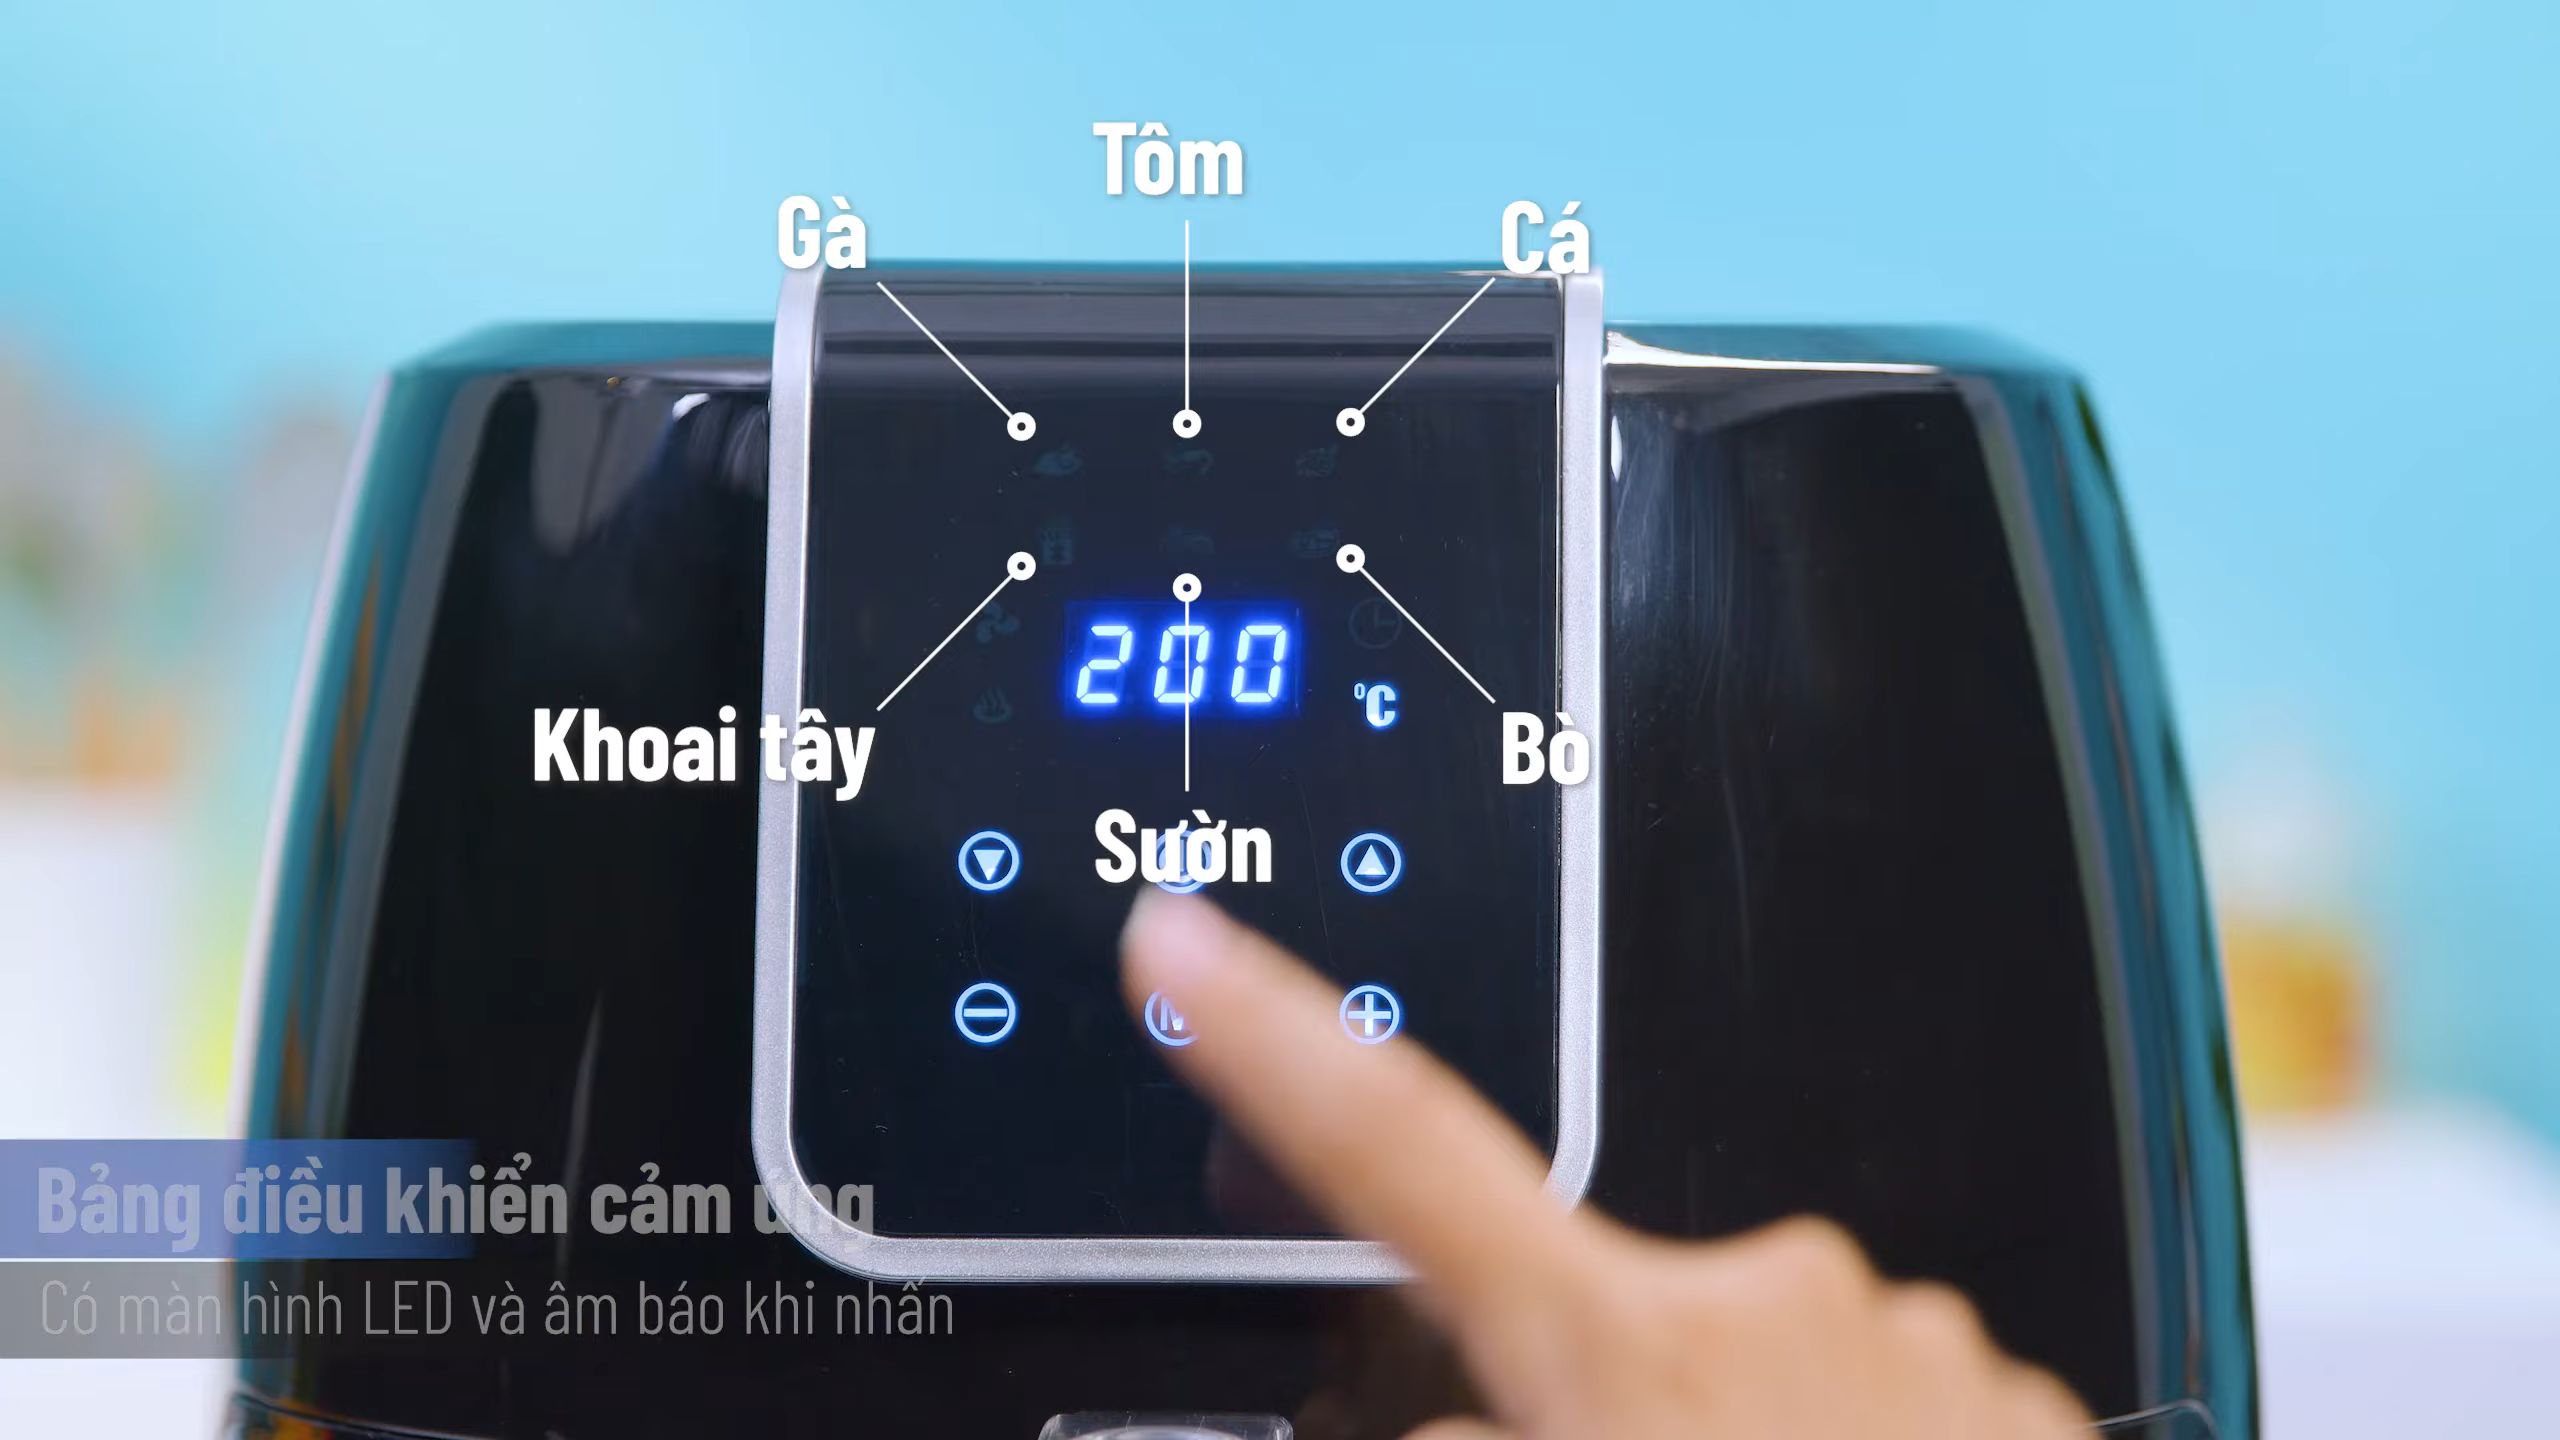 Tôm
Gà
Cá
200
°C
Khoai tây
Bò
Sườn
M
Bảng điều khiển cảm ứng
Có màn hình LED và âm báo khi nhấn